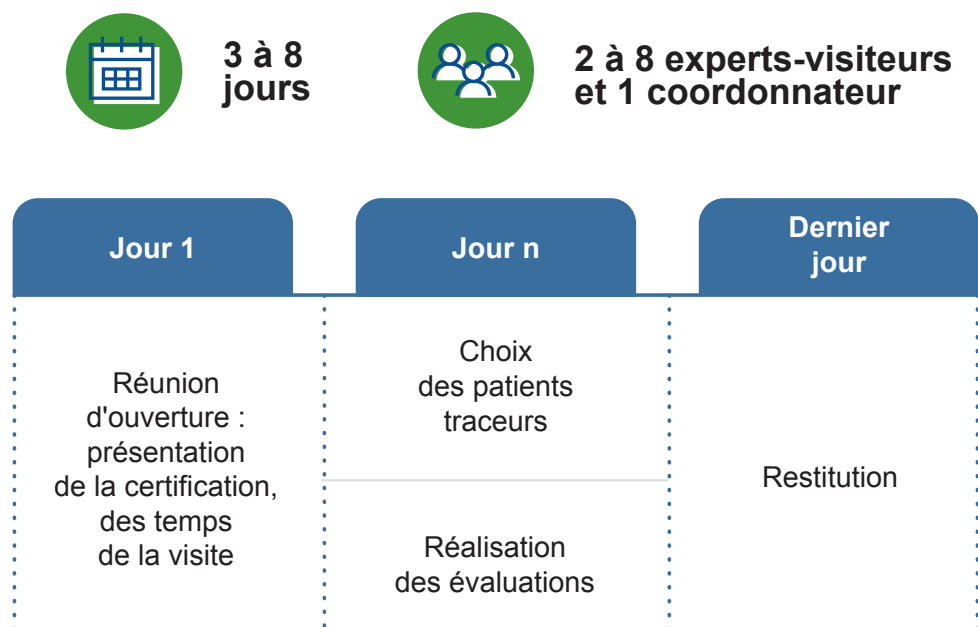 3 à 8
jours
2 à 8 experts-visiteurs
et 1 coordonnateur
Jour 1
Jour n
Dernier
jour
Réunion
d'ouverture :
présentation
de la certification,
des temps
de la visite
Choix
des patients
traceurs
Réalisation
des évaluations
Restitution